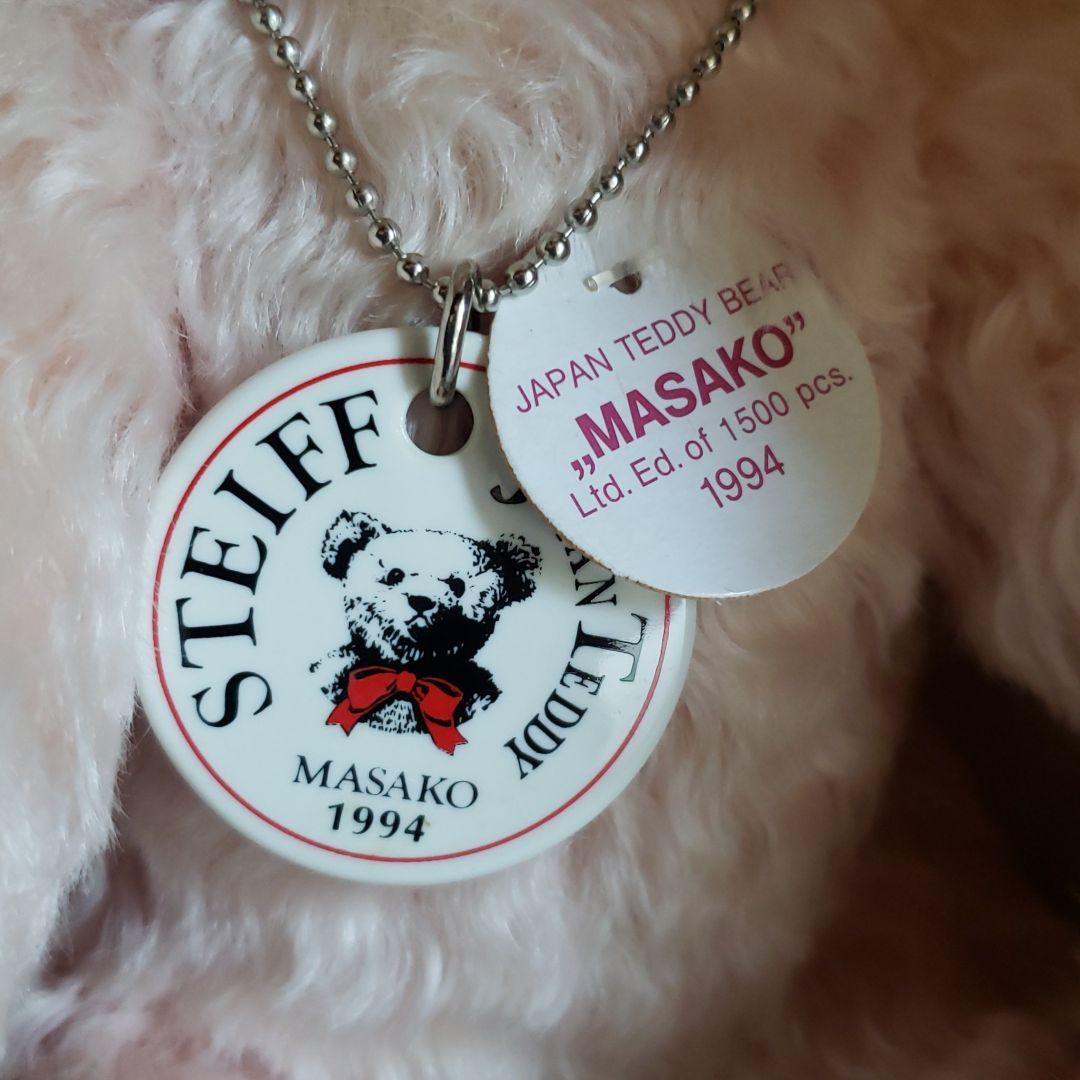 STEIFF
TEDDY
MASAKO
1994
JAPAN TEDDY BEAR
„MASAKO”
Ltd. Ed. of 1500 pcs.
1994